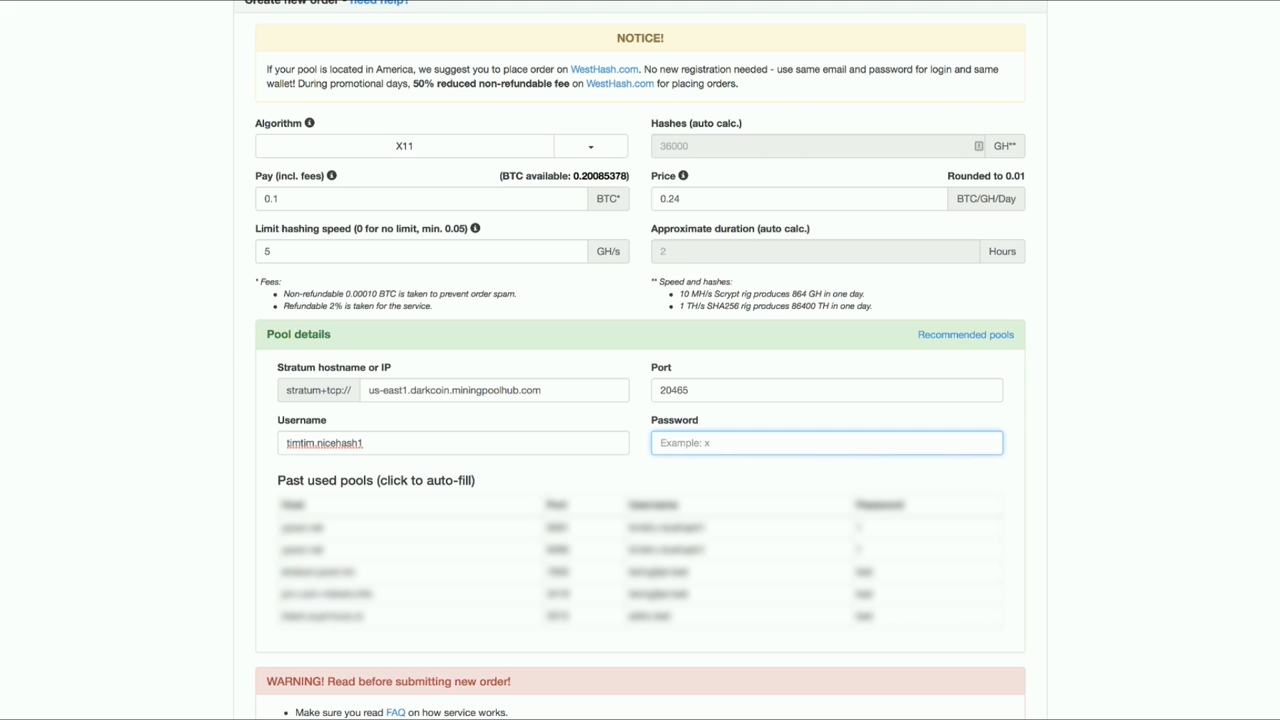 Create new order - need help?
NOTICE!
If your pool is located in America, we suggest you to place order on WestHash.com. No new registration needed - use same email and password for login and same
wallet! During promotional days, 50% reduced non-refundable fee on WestHash.com for placing orders.
Algorithm
Hashes (auto calc.)
X11
36000 GH**
Pay (incl. fees) (BTC available: 0.20085378)
Price Rounded to 0.01
0.1 BTC*
0.24 BTC/GH/Day
Limit hashing speed (0 for no limit, min. 0.05)
Approximate duration (auto calc.)
5 GH/s
2 Hours
* Fees:
Non-refundable 0.00010 BTC is taken to prevent order spam.
Refundable 2% is taken for the service.
** Speed and hashes:
10 MH/s Scrypt rig produces 864 GH in one day.
1 TH/s SHA256 rig produces 86400 TH in one day.
Pool details Recommended pools
Stratum hostname or IP
Port
stratum+tcp:// us-east1.darkcoin.miningpoolhub.com
20465
Username
Password
timtim.nicehash1
Example: x
Past used pools (click to auto-fill)
WARNING! Read before submitting new order!
Make sure you read FAQ on how service works.